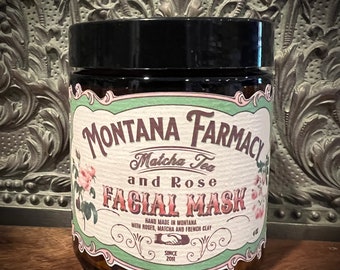 MONTANA FARMACY
Matcha Tea
and Rose
FACIAL MASK
HAND MADE IN MONTANA
WITH ROSES, MATCHA AND FRENCH CLAY
SINCE
2011